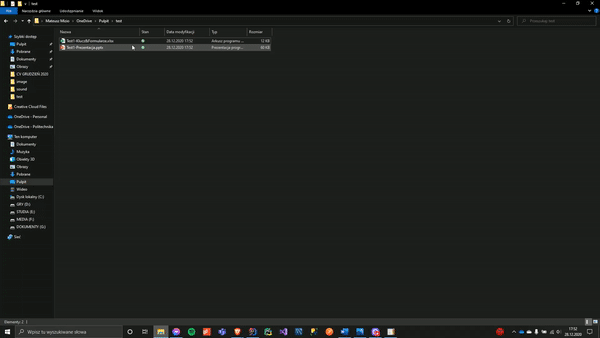 test
Plik Narzędzia główne Udostępnianie Widok
Mateusz Misio › OneDrive › Pulpit › test
Przeszukaj: test
Nazwa Stan Data modyfikacji Typ Rozmiar
Test1-Klucz&Formularze.xlsx 28.12.2020 17:52 Arkusz programu ... 12 KB
Test1-Prezentacja.pptx 28.12.2020 17:52 Prezentacja progr... 40 KB
Szybki dostęp
Pulpit
Pobrane
Dokumenty
Obrazy
CV GRUDZIEŃ 2020
image
sound
test
Creative Cloud Files
OneDrive - Personal
OneDrive - Politechnika
Ten komputer
Dokumenty
Muzyka
Obiekty 3D
Obrazy
Pobrane
Pulpit
Wideo
Dysk lokalny (C:)
GRY (D:)
STUDIA (E:)
MEDIA (F:)
DOKUMENTY (G:)
Sieć
Elementy: 2
Wpisz tu wyszukiwane słowa
17:52
28.12.2020